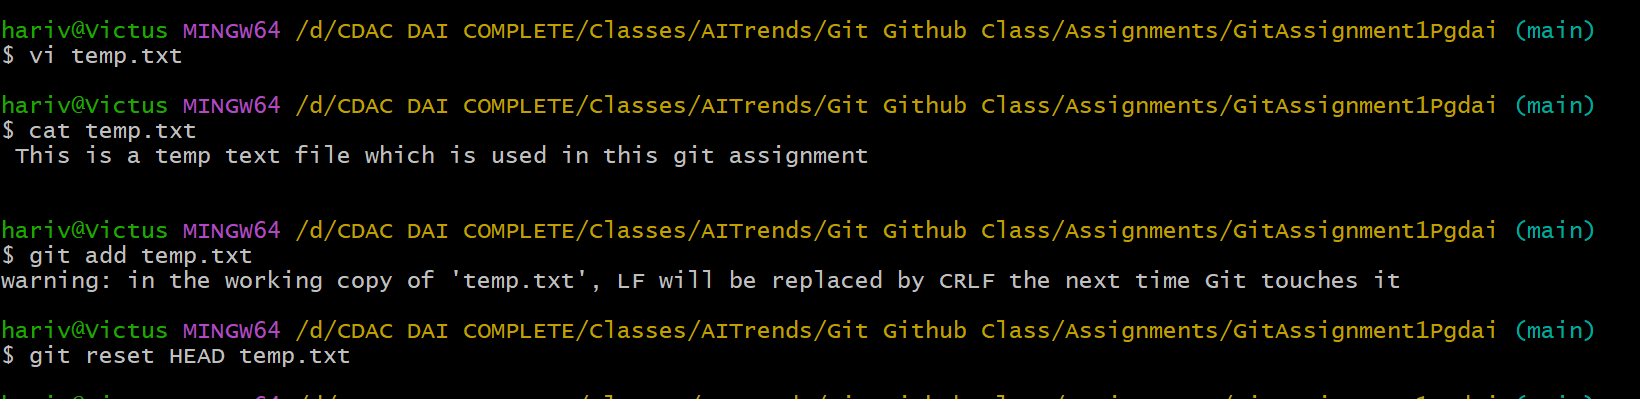 hariv@Victus MINGW64 /d/CDAC DAI COMPLETE/Classes/AITrends/Git Github Class/Assignments/GitAssignment1Pgdai (main)
$ vi temp.txt
hariv@Victus MINGW64 /d/CDAC DAI COMPLETE/Classes/AITrends/Git Github Class/Assignments/GitAssignment1Pgdai (main)
$ cat temp.txt
This is a temp text file which is used in this git assignment
hariv@Victus MINGW64 /d/CDAC DAI COMPLETE/Classes/AITrends/Git Github Class/Assignments/GitAssignment1Pgdai (main)
$ git add temp.txt
warning: in the working copy of 'temp.txt', LF will be replaced by CRLF the next time Git touches it
hariv@Victus MINGW64 /d/CDAC DAI COMPLETE/Classes/AITrends/Git Github Class/Assignments/GitAssignment1Pgdai (main)
$ git reset HEAD temp.txt